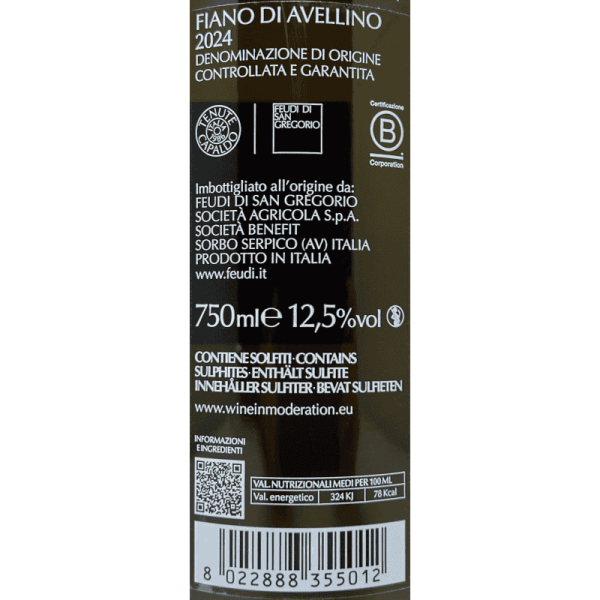 FIANO DI AVELLINO
2024
DENOMINAZIONE DI ORIGINE
CONTROLLATA E GARANTITA
TENUTE
CAPALDO
FEUDI DI
SAN
GREGORIO
Certificazione
B
Corporation
Imbottigliato all'origine da:
FEUDI DI SAN GREGORIO
SOCIETÀ AGRICOLA S.p.A.
SOCIETÀ BENEFIT
SORBO SERPICO (AV) ITALIA
PRODOTTO IN ITALIA
www.feudi.it
750ml℮ 12,5%vol
CONTIENE SOLFITI·CONTAINS
SULPHITES·ENTHÄLT SULFITE
INNEHÅLLER SULFITER·BEVAT SULFIETEN
www.wineinmoderation.eu
INFORMAZIONI
E INGREDIENTI
VAL. NUTRIZIONALI MEDI PER 100 ML
Val. energetico 324 KJ 78 Kcal
8 022888 355012